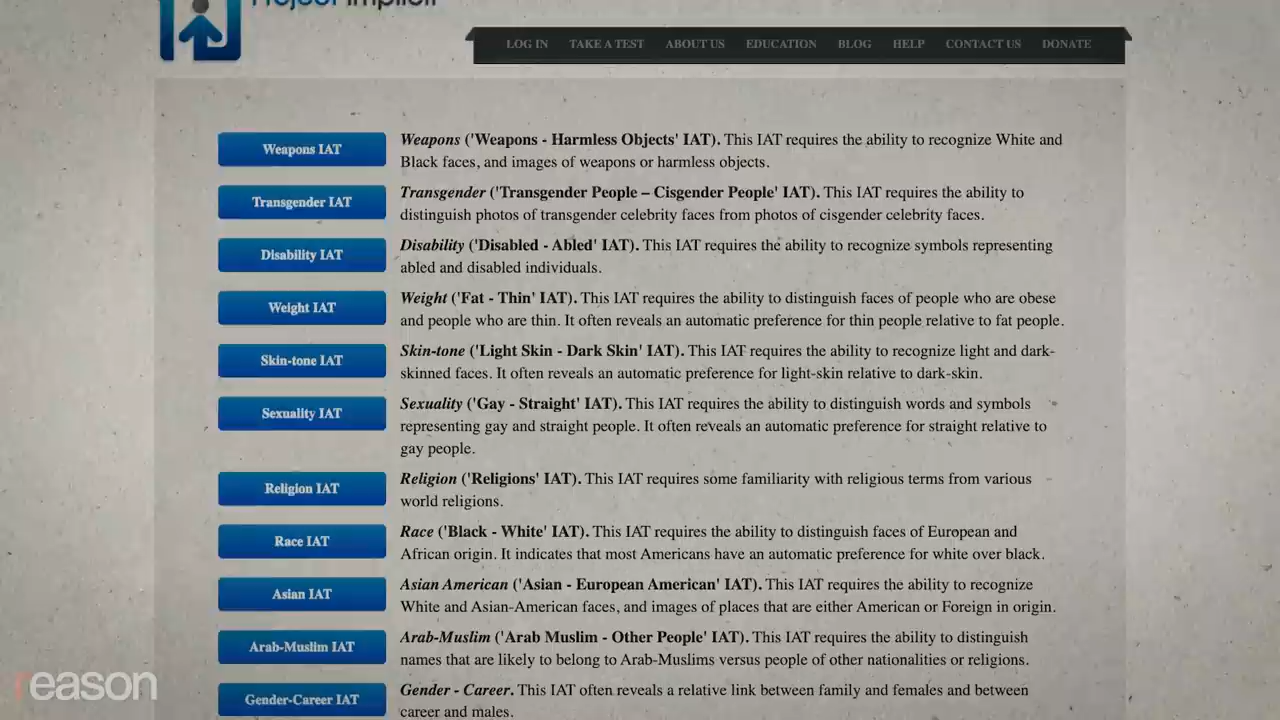 Project Implicit
LOG IN TAKE A TEST ABOUT US EDUCATION BLOG HELP CONTACT US DONATE
Weapons IAT
Weapons ('Weapons - Harmless Objects' IAT). This IAT requires the ability to recognize White and
Black faces, and images of weapons or harmless objects.
Transgender IAT
Transgender ('Transgender People – Cisgender People' IAT). This IAT requires the ability to
distinguish photos of transgender celebrity faces from photos of cisgender celebrity faces.
Disability IAT
Disability ('Disabled - Abled' IAT). This IAT requires the ability to recognize symbols representing
abled and disabled individuals.
Weight IAT
Weight ('Fat - Thin' IAT). This IAT requires the ability to distinguish faces of people who are obese
and people who are thin. It often reveals an automatic preference for thin people relative to fat people.
Skin-tone IAT
Skin-tone ('Light Skin - Dark Skin' IAT). This IAT requires the ability to recognize light and dark-
skinned faces. It often reveals an automatic preference for light-skin relative to dark-skin.
Sexuality IAT
Sexuality ('Gay - Straight' IAT). This IAT requires the ability to distinguish words and symbols
representing gay and straight people. It often reveals an automatic preference for straight relative to
gay people.
Religion IAT
Religion ('Religions' IAT). This IAT requires some familiarity with religious terms from various
world religions.
Race IAT
Race ('Black - White' IAT). This IAT requires the ability to distinguish faces of European and
African origin. It indicates that most Americans have an automatic preference for white over black.
Asian IAT
Asian American ('Asian - European American' IAT). This IAT requires the ability to recognize
White and Asian-American faces, and images of places that are either American or Foreign in origin.
Arab-Muslim IAT
Arab-Muslim ('Arab Muslim - Other People' IAT). This IAT requires the ability to distinguish
names that are likely to belong to Arab-Muslims versus people of other nationalities or religions.
Gender-Career IAT
Gender - Career. This IAT often reveals a relative link between family and females and between
career and males.
reason